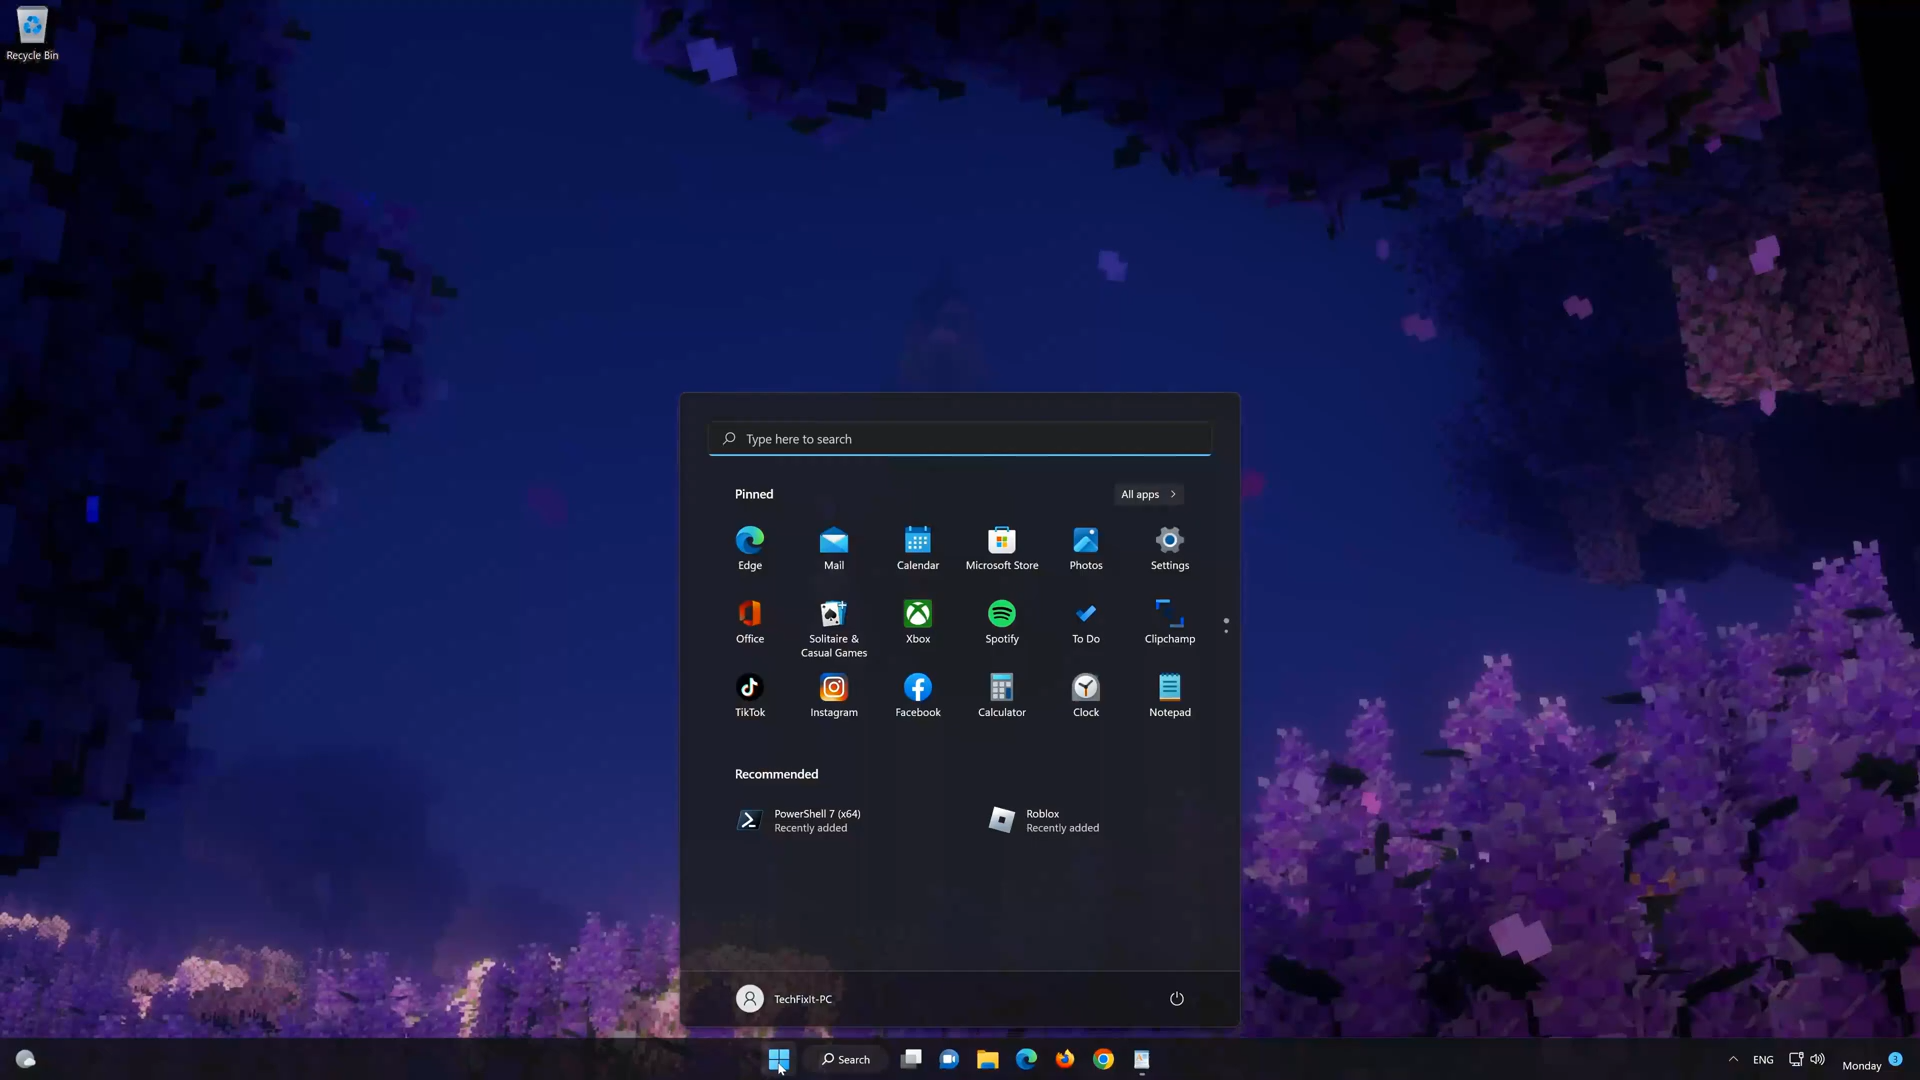 Recycle Bin
Type here to search
Pinned
All apps
Edge
Mail
Calendar
Microsoft Store
Photos
Settings
Office
Solitaire &
Casual Games
Xbox
Spotify
To Do
Clipchamp
TikTok
Instagram
Facebook
Calculator
Clock
Notepad
Recommended
PowerShell 7 (x64)
Recently added
Roblox
Recently added
TechFixIt-PC
Search
ENG
Monday
3